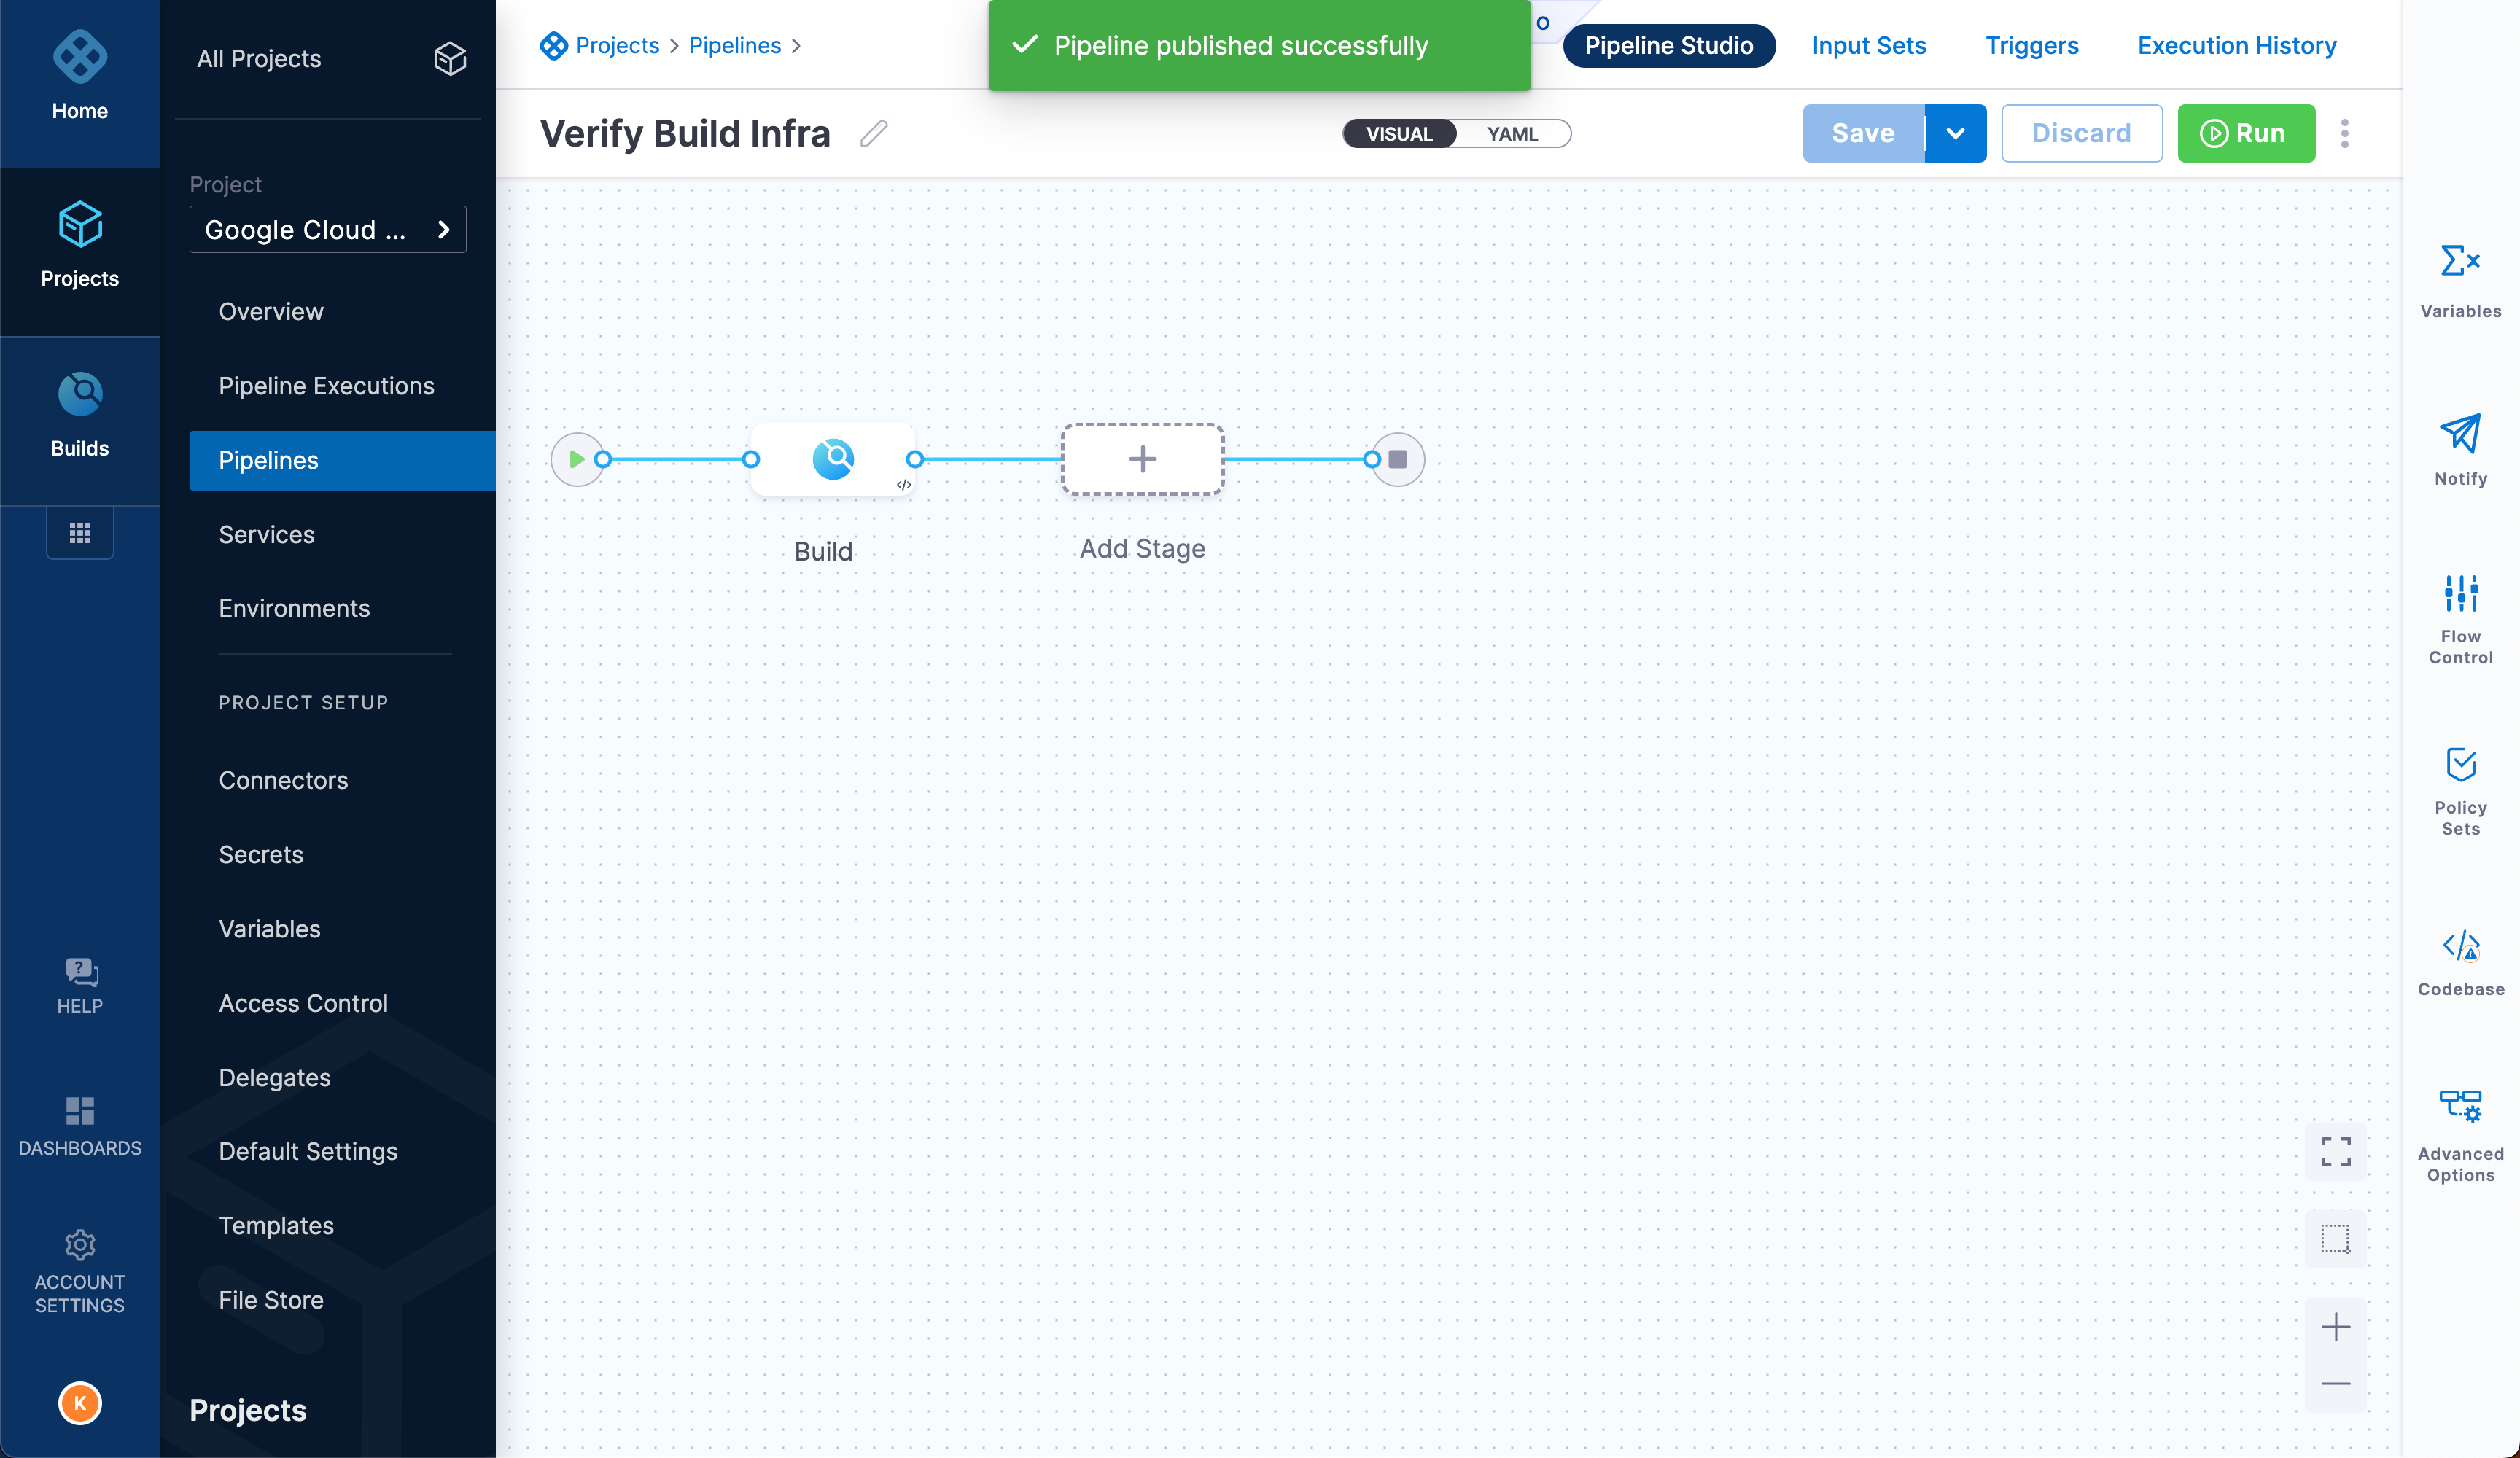 Home
Projects
Builds
HELP
DASHBOARDS
ACCOUNT
SETTINGS
K
All Projects
Project
Google Cloud ...
Overview
Pipeline Executions
Pipelines
Services
Environments
PROJECT SETUP
Connectors
Secrets
Variables
Access Control
Delegates
Default Settings
Templates
File Store
Projects
Projects > Pipelines >
Pipeline published successfully
Pipeline Studio
Input Sets
Triggers
Execution History
Verify Build Infra
VISUAL
YAML
Save
Discard
Run
Build
Add Stage
Variables
Notify
Flow
Control
Policy
Sets
Codebase
Advanced
Options